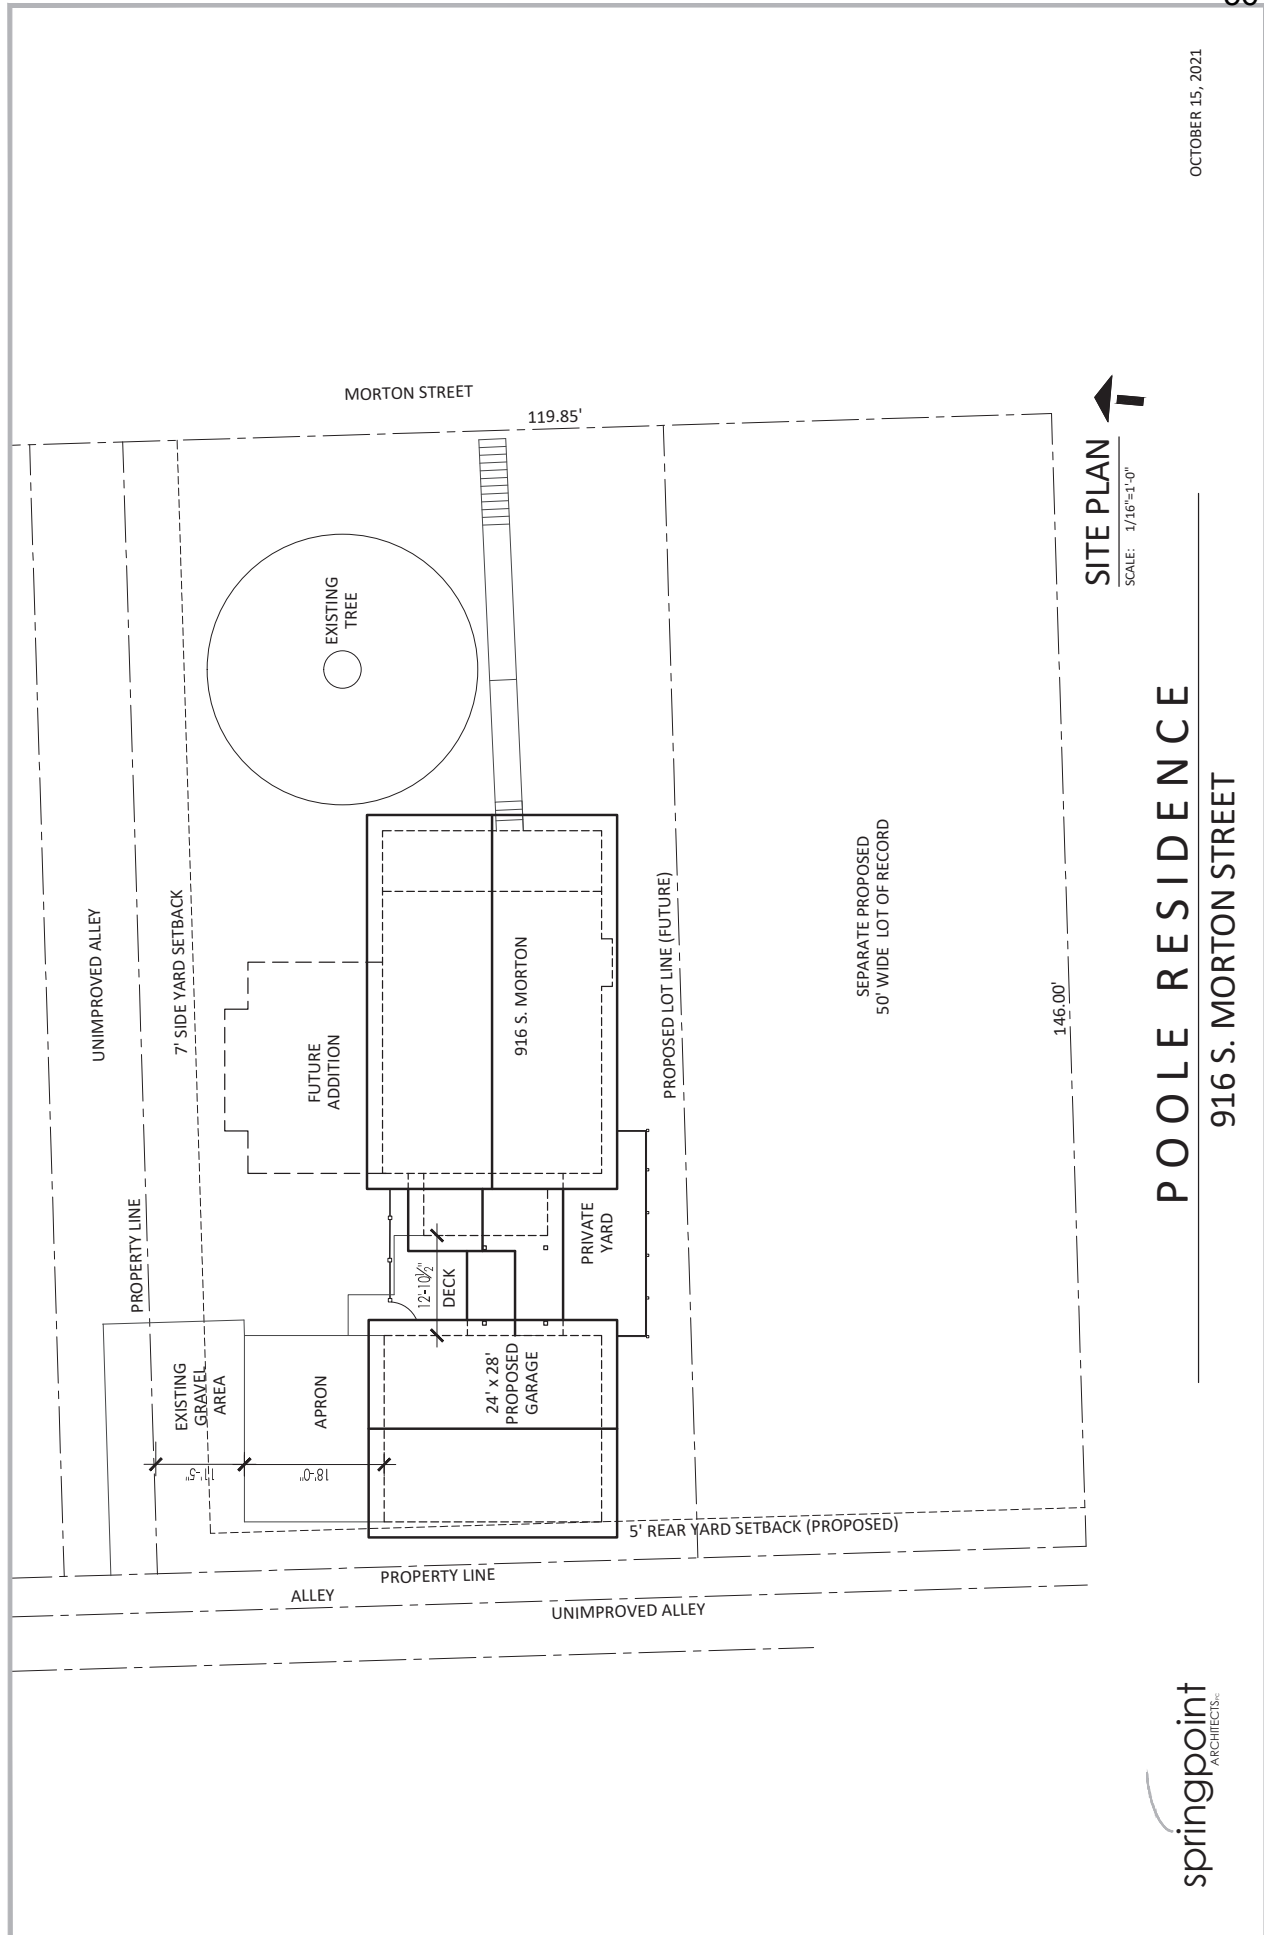 OCTOBER 15, 2021
MORTON STREET
119.85'
EXISTING
TREE
UNIMPROVED ALLEY
7' SIDE YARD SETBACK
PROPERTY LINE
FUTURE
ADDITION
916 S. MORTON
PROPOSED LOT LINE (FUTURE)
SEPARATE PROPOSED
50' WIDE LOT OF RECORD
146.00'
EXISTING
GRAVEL
AREA
11'-5"
APRON
18'-0"
12'-10½"
DECK
PRIVATE
YARD
24' x 28'
PROPOSED
GARAGE
5' REAR YARD SETBACK (PROPOSED)
PROPERTY LINE
ALLEY
UNIMPROVED ALLEY
SITE PLAN
SCALE: 1/16"=1'-0"
POOLE RESIDENCE
916 S. MORTON STREET
springpoint
ARCHITECTS PC